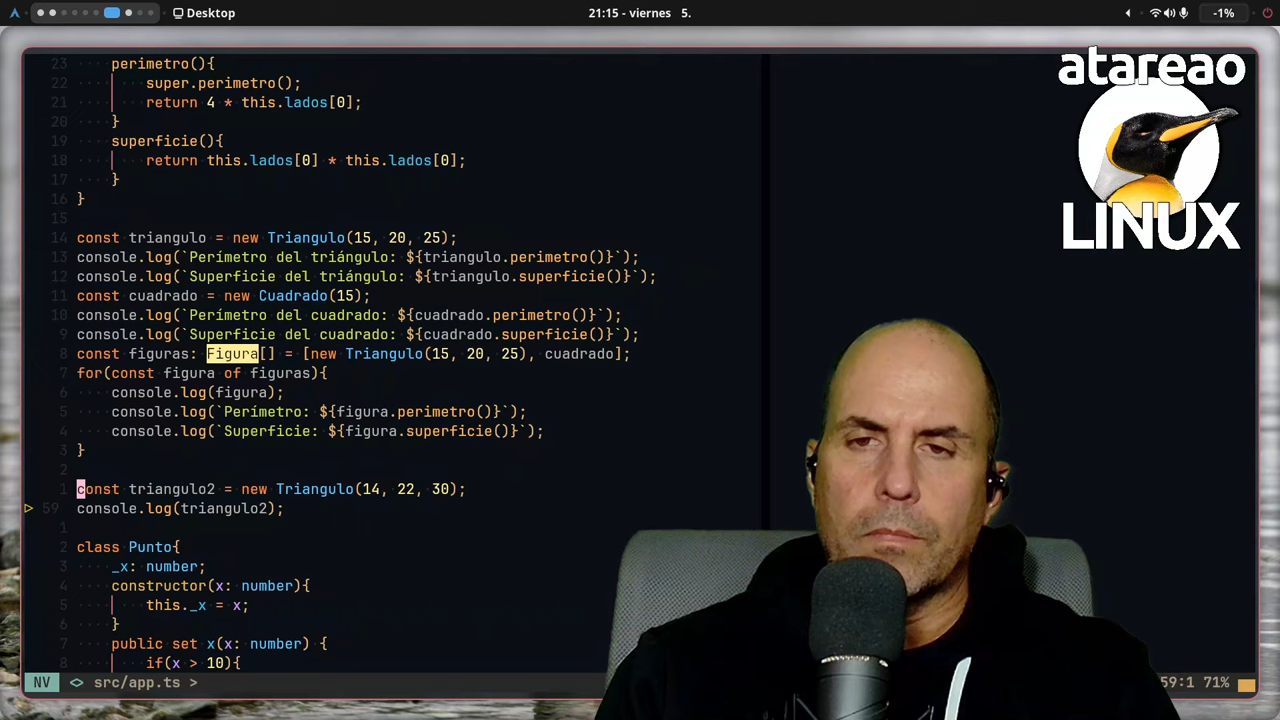 Desktop
21:15 - viernes 5.
-1%
atareao
LINUX
23 perimetro(){
22 super.perimetro();
21 return 4 * this.lados[0];
20 }
19 superficie(){
18 return this.lados[0] * this.lados[0];
17 }
16 }
15
14 const triangulo = new Triangulo(15, 20, 25);
13 console.log(`Perímetro del triángulo: ${triangulo.perimetro()}`);
12 console.log(`Superficie del triángulo: ${triangulo.superficie()}`);
11 const cuadrado = new Cuadrado(15);
10 console.log(`Perímetro del cuadrado: ${cuadrado.perimetro()}`);
9 console.log(`Superficie del cuadrado: ${cuadrado.superficie()}`);
8 const figuras: Figura[] = [new Triangulo(15, 20, 25), cuadrado];
7 for(const figura of figuras){
6 console.log(figura);
5 console.log(`Perímetro: ${figura.perimetro()}`);
4 console.log(`Superficie: ${figura.superficie()}`);
3 }
2
1 const triangulo2 = new Triangulo(14, 22, 30);
59 console.log(triangulo2);
1
2 class Punto{
3 _x: number;
4 constructor(x: number){
5 this._x = x;
6 }
7 public set x(x: number) {
8 if(x > 10){
NV <> src/app.ts >
59:1 71%